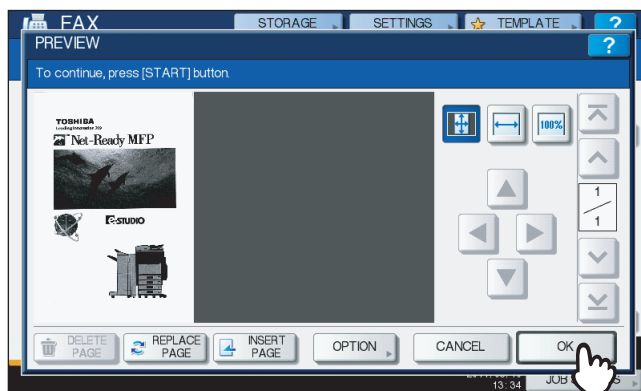 FAX
STORAGE
SETTINGS
TEMPLATE
?
PREVIEW
?
To continue, press [START] button.
TOSHIBA
Leading Innovation >>>
Net-Ready MFP
e-STUDIO
100%
1
1
DELETE
PAGE
REPLACE
PAGE
INSERT
PAGE
OPTION
CANCEL
OK
13:34
JOB
S